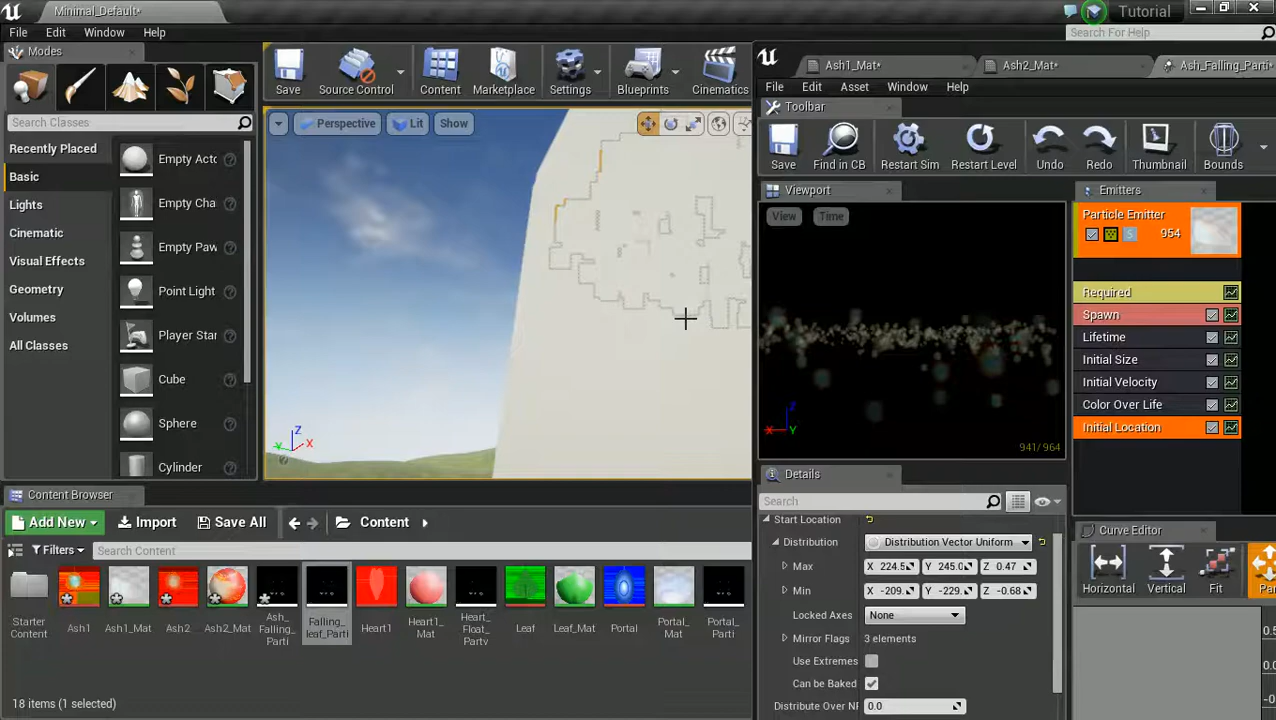 Minimal_Default*
Tutorial
File Edit Window Help
Search For Help
Modes
Save Source Control Content Marketplace Settings Blueprints Cinematics
Search Classes
Recently Placed
Basic
Lights
Cinematic
Visual Effects
Geometry
Volumes
All Classes
Empty Acto
Empty Cha
Empty Paw
Point Light
Player Star
Cube
Sphere
Cylinder
Perspective Lit Show
Z
X
Y
Ash1_Mat* Ash2_Mat* Ash_Falling_Parti*
File Edit Asset Window Help
Toolbar
Save Find in CB Restart Sim Restart Level Undo Redo Thumbnail Bounds
Viewport
View Time
Z
X Y
941/964
Emitters
Particle Emitter
S 954
Required
Spawn
Lifetime
Initial Size
Initial Velocity
Color Over Life
Initial Location
Details
Search
Start Location
Distribution Distribution Vector Uniform
Max X 224.5 Y 245.0 Z 0.47
Min X -209. Y -229. Z -0.68
Locked Axes None
Mirror Flags 3 elements
Use Extremes
Can be Baked
Distribute Over NP 0.0
Curve Editor
Horizontal Vertical Fit Pan
Content Browser
Add New Import Save All Content
Filters Search Content
Starter Content
Ash1
Ash1_Mat
Ash2
Ash2_Mat
Ash_Falling_Parti
Falling_leaf_Parti
Heart1
Heart1_Mat
Heart_Float_Party
Leaf
Leaf_Mat
Portal
Portal_Mat
Portal_Parti
18 items (1 selected)